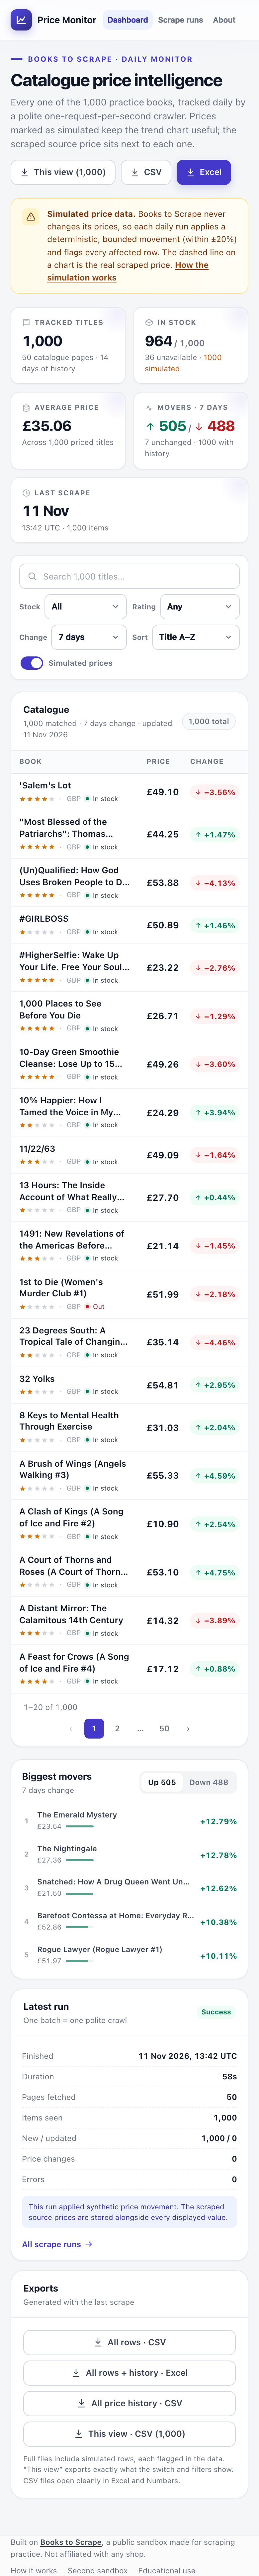 Price Monitor Dashboard Scrape runs About
BOOKS TO SCRAPE · DAILY MONITOR
Catalogue price intelligence
Every one of the 1,000 practice books, tracked daily by
a polite one-request-per-second crawler. Prices
marked as simulated keep the trend chart useful; the
scraped source price sits next to each one.
This view (1,000) CSV Excel
Simulated price data. Books to Scrape never
changes its prices, so each daily run applies a
deterministic, bounded movement (within ±20%)
and flags every affected row. The dashed line on
a chart is the real scraped price. How the
simulation works
TRACKED TITLES
1,000
50 catalogue pages · 14
days of history
IN STOCK
964 / 1,000
36 unavailable · 1000
simulated
AVERAGE PRICE
£35.06
Across 1,000 priced titles
MOVERS · 7 DAYS
↑ 505 / ↓ 488
7 unchanged · 1000 with
history
LAST SCRAPE
11 Nov
13:42 UTC · 1,000 items
Search 1,000 titles...
Stock All Rating Any
Change 7 days Sort Title A–Z
Simulated prices
Catalogue
1,000 matched · 7 days change · updated
11 Nov 2026
1,000 total
BOOK PRICE CHANGE
'Salem's Lot
£49.10 ↓ −3.56%
★★★★★ · GBP In stock
"Most Blessed of the
Patriarchs": Thomas...
£44.25 ↑ +1.47%
★★★★★ · GBP In stock
(Un)Qualified: How God
Uses Broken People to D...
£53.88 ↓ −4.13%
★★★★★ · GBP In stock
#GIRLBOSS
£50.89 ↑ +1.46%
★★★★★ · GBP In stock
#HigherSelfie: Wake Up
Your Life. Free Your Soul...
£23.22 ↓ −2.76%
★★★★★ · GBP In stock
1,000 Places to See
Before You Die
£26.71 ↓ −1.29%
★★★★★ · GBP In stock
10-Day Green Smoothie
Cleanse: Lose Up to 15...
£49.26 ↓ −3.60%
★★★★★ · GBP In stock
10% Happier: How I
Tamed the Voice in My...
£24.29 ↑ +3.94%
★★★★★ · GBP In stock
11/22/63
£49.09 ↓ −1.64%
★★★★★ · GBP In stock
13 Hours: The Inside
Account of What Really...
£27.70 ↑ +0.44%
★★★★★ · GBP In stock
1491: New Revelations of
the Americas Before...
£21.14 ↓ −1.45%
★★★★★ · GBP In stock
1st to Die (Women's
Murder Club #1)
£51.99 ↓ −2.18%
★★★★★ · GBP Out
23 Degrees South: A
Tropical Tale of Changin...
£35.14 ↓ −4.46%
★★★★★ · GBP In stock
32 Yolks
£54.81 ↑ +2.95%
★★★★★ · GBP In stock
8 Keys to Mental Health
Through Exercise
£31.03 ↑ +2.04%
★★★★★ · GBP In stock
A Brush of Wings (Angels
Walking #3)
£55.33 ↑ +4.59%
★★★★★ · GBP In stock
A Clash of Kings (A Song
of Ice and Fire #2)
£10.90 ↑ +2.54%
★★★★★ · GBP In stock
A Court of Thorns and
Roses (A Court of Thorn...
£53.10 ↑ +4.75%
★★★★★ · GBP In stock
A Distant Mirror: The
Calamitous 14th Century
£14.32 ↓ −3.89%
★★★★★ · GBP In stock
A Feast for Crows (A Song
of Ice and Fire #4)
£17.12 ↑ +0.88%
★★★★★ · GBP In stock
1–20 of 1,000
‹ 1 2 ... 50 ›
Biggest movers
7 days change
Up 505 Down 488
1 The Emerald Mystery
£23.54
+12.79%
2 The Nightingale
£27.36
+12.78%
3 Snatched: How A Drug Queen Went Un...
£21.50
+12.62%
4 Barefoot Contessa at Home: Everyday R...
£52.86
+10.38%
5 Rogue Lawyer (Rogue Lawyer #1)
£51.97
+10.11%
Latest run
One batch = one polite crawl
Success
Finished 11 Nov 2026, 13:42 UTC
Duration 58s
Pages fetched 50
Items seen 1,000
New / updated 1,000 / 0
Price changes 0
Errors 0
This run applied synthetic price movement. The scraped
source prices are stored alongside every displayed value.
All scrape runs →
Exports
Generated with the last scrape
All rows · CSV
All rows + history · Excel
All price history · CSV
This view · CSV (1,000)
Full files include simulated rows, each flagged in the data.
"This view" exports exactly what the switch and filters show.
CSV files open cleanly in Excel and Numbers.
Built on Books to Scrape, a public sandbox made for scraping
practice. Not affiliated with any shop.
How it works Second sandbox Educational use